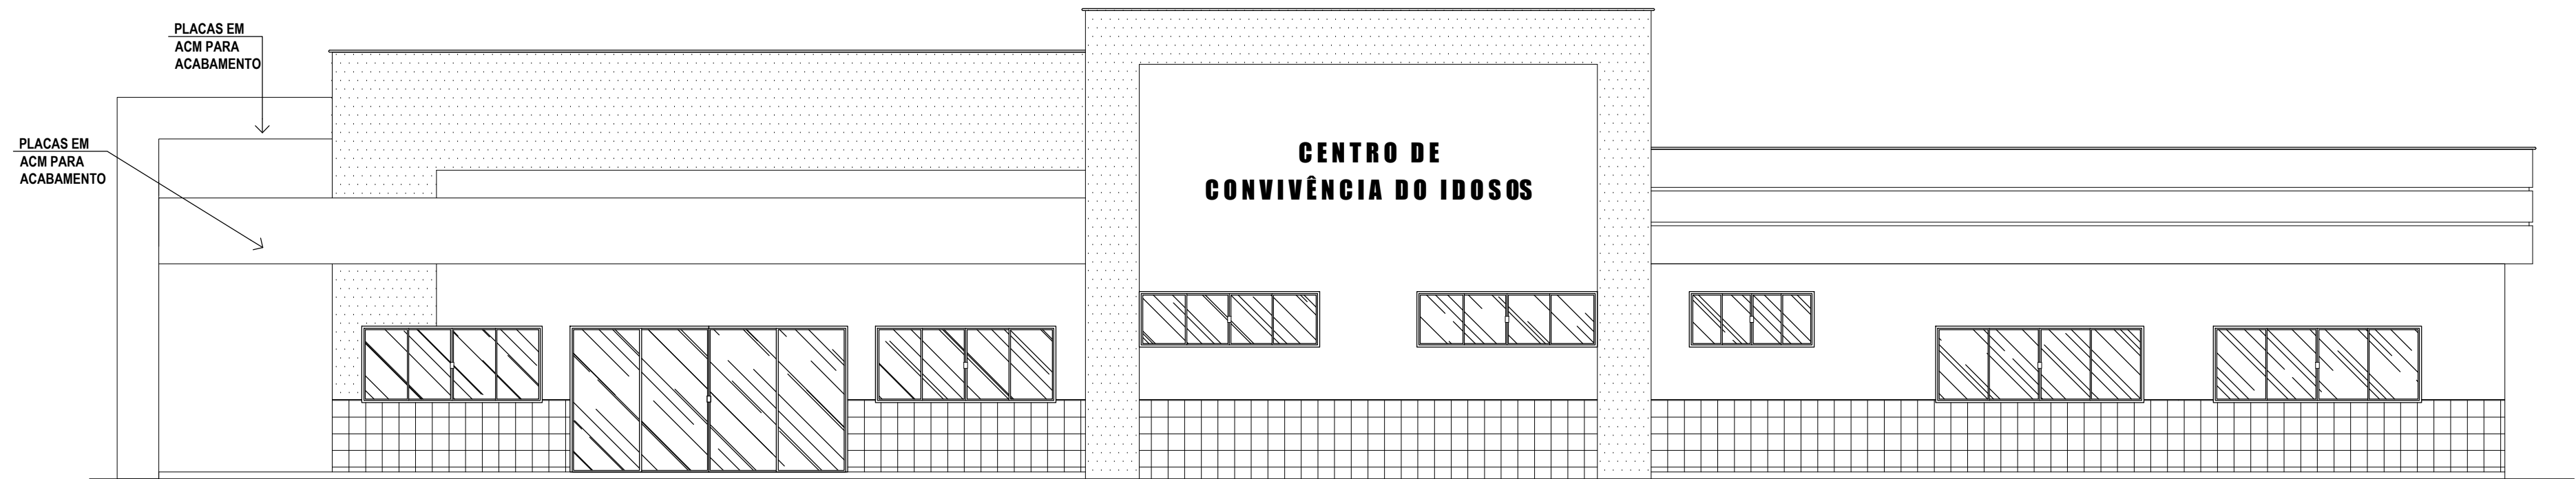 PLACAS EM
ACM PARA
ACABAMENTO
PLACAS EM
ACM PARA
ACABAMENTO
CENTRO DE
CONVIVÊNCIA DO IDOSOS